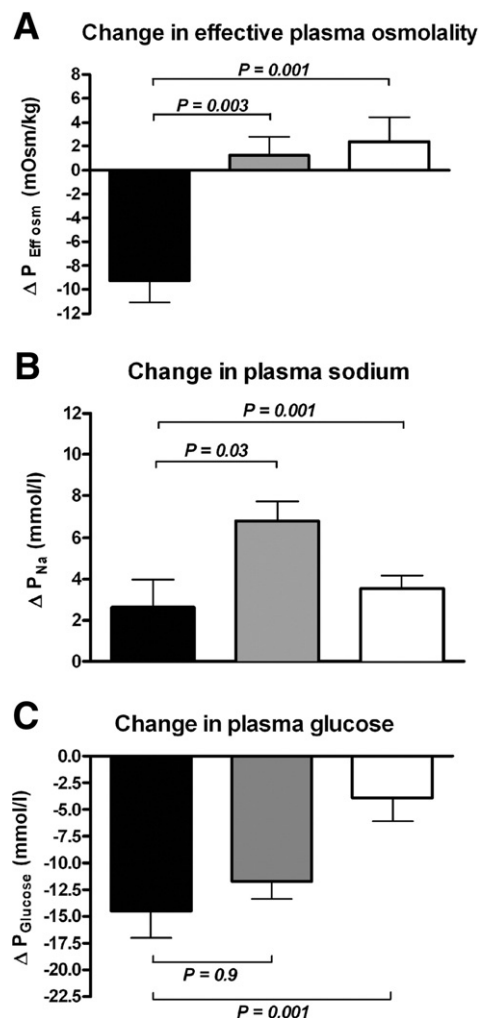 A
Change in effective plasma osmolality
P = 0.001
P = 0.003
Δ P Eff osm (mOsm/kg)
8
6
4
2
0
-2
-4
-6
-8
-10
-12
B
Change in plasma sodium
P = 0.001
P = 0.03
Δ PNa (mmol/l)
12
10
8
6
4
2
0
C
Change in plasma glucose
Δ PGlucose (mmol/l)
0.0
-2.5
-5.0
-7.5
-10.0
-12.5
-15.0
-17.5
-20.0
-22.5
P = 0.9
P = 0.001